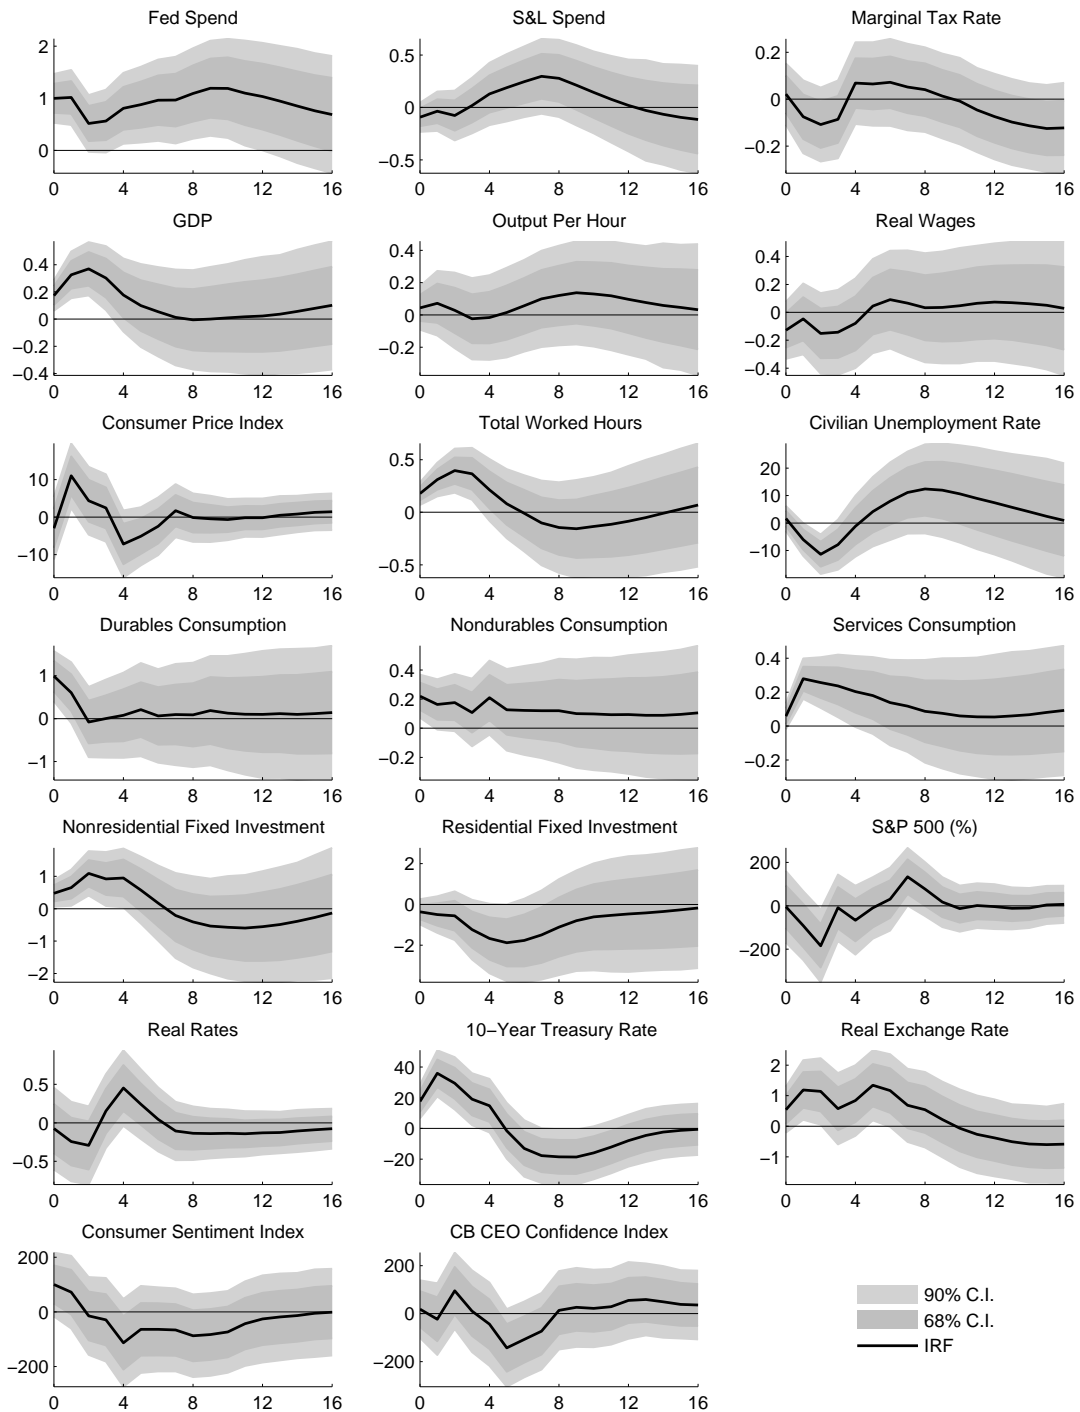 Fed Spend
2
1
0
0 4 8 12 16
S&L Spend
0.5
0
−0.5
0 4 8 12 16
Marginal Tax Rate
0.2
0
−0.2
0 4 8 12 16
GDP
0.4
0.2
0
−0.2
−0.4
0 4 8 12 16
Output Per Hour
0.4
0.2
0
−0.2
0 4 8 12 16
Real Wages
0.4
0.2
0
−0.2
−0.4
0 4 8 12 16
Consumer Price Index
10
0
−10
0 4 8 12 16
Total Worked Hours
0.5
0
−0.5
0 4 8 12 16
Civilian Unemployment Rate
20
10
0
−10
0 4 8 12 16
Durables Consumption
1
0
−1
0 4 8 12 16
Nondurables Consumption
0.4
0.2
0
−0.2
0 4 8 12 16
Services Consumption
0.4
0.2
0
−0.2
0 4 8 12 16
Nonresidential Fixed Investment
1
0
−1
−2
0 4 8 12 16
Residential Fixed Investment
2
0
−2
0 4 8 12 16
S&P 500 (%)
200
0
−200
0 4 8 12 16
Real Rates
0.5
0
−0.5
0 4 8 12 16
10−Year Treasury Rate
40
20
0
−20
0 4 8 12 16
Real Exchange Rate
2
1
0
−1
0 4 8 12 16
Consumer Sentiment Index
200
0
−200
0 4 8 12 16
CB CEO Confidence Index
200
0
−200
0 4 8 12 16
90% C.I.
68% C.I.
IRF